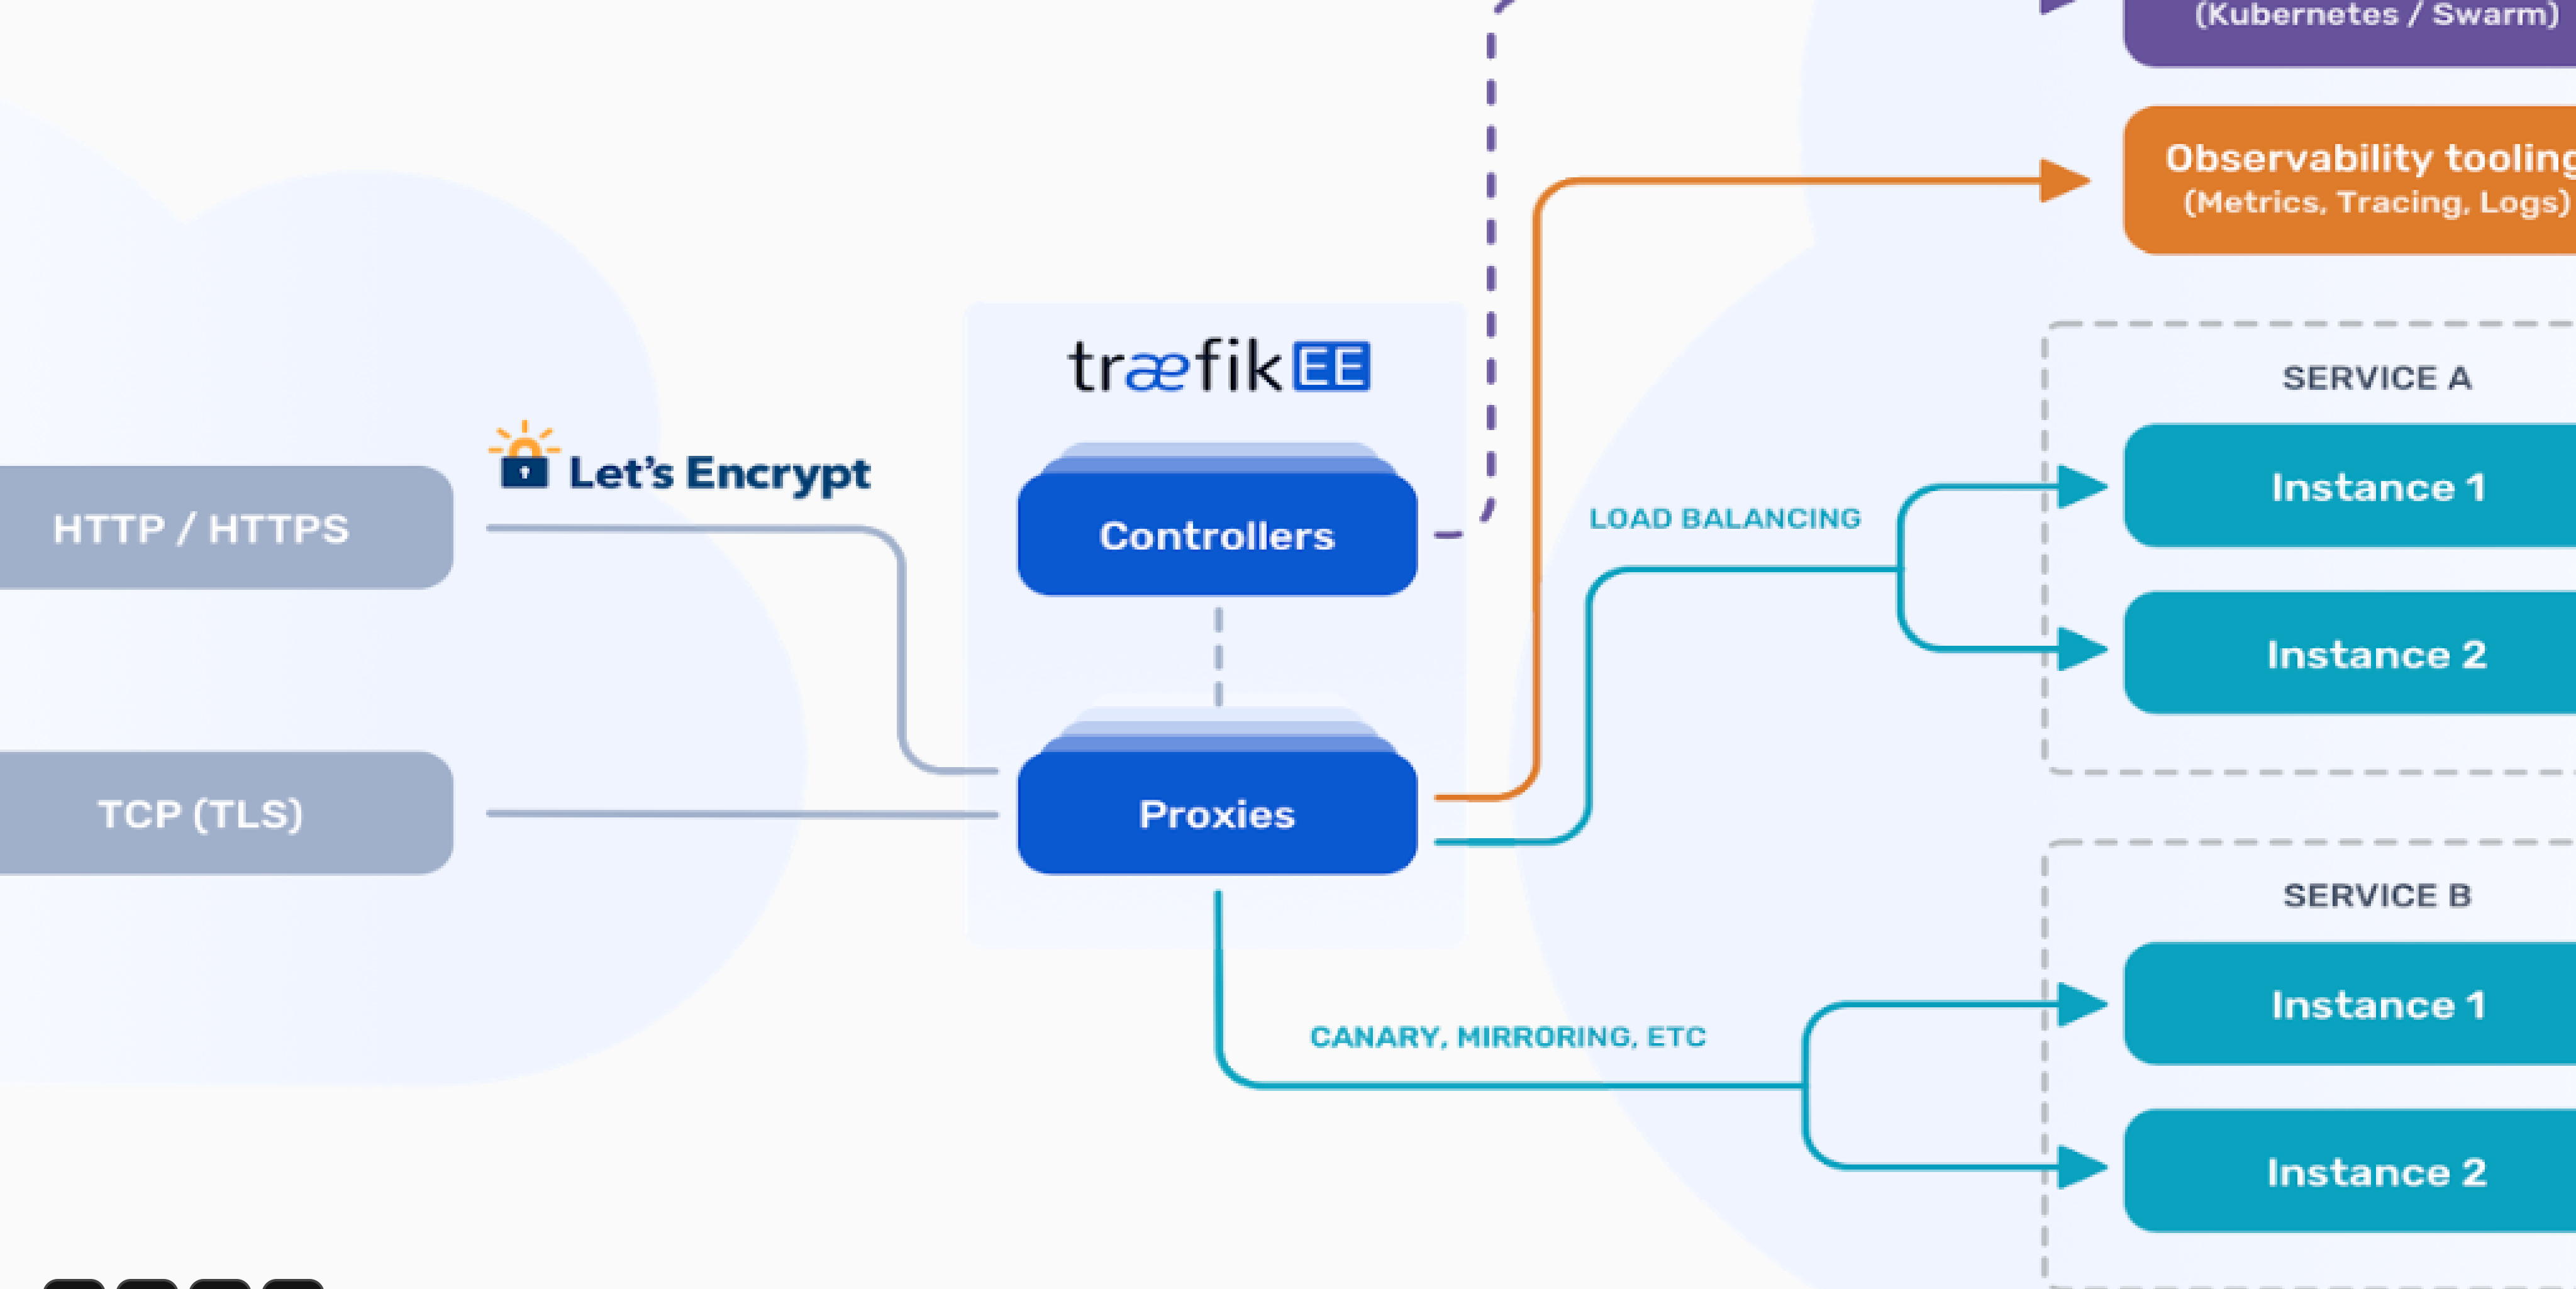 (Kubernetes / Swarm)
Observability tooling
(Metrics, Tracing, Logs)
træfik EE
SERVICE A
Let's Encrypt
Controllers
Instance 1
HTTP / HTTPS
LOAD BALANCING
Instance 2
Proxies
TCP (TLS)
SERVICE B
Instance 1
CANARY, MIRRORING, ETC
Instance 2